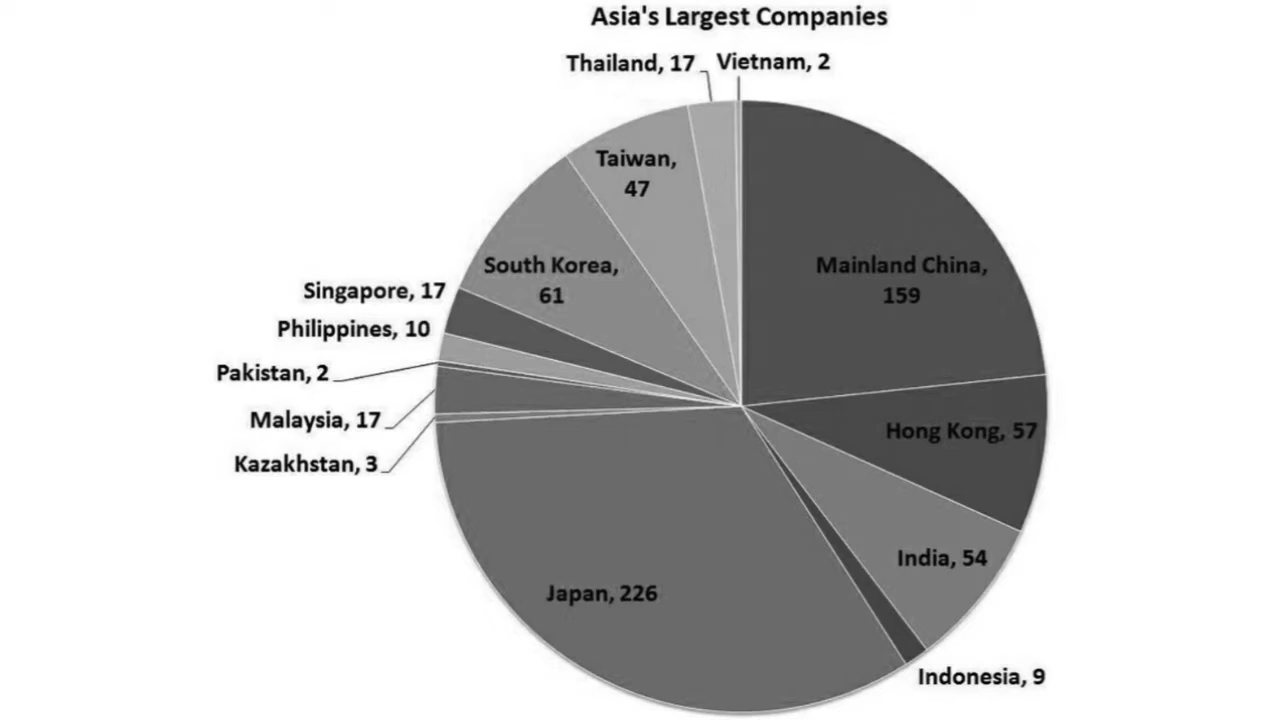 Asia's Largest Companies
Thailand, 17
Vietnam, 2
Taiwan,
47
Mainland China,
159
South Korea,
61
Singapore, 17
Philippines, 10
Pakistan, 2
Malaysia, 17
Kazakhstan, 3
Hong Kong, 57
India, 54
Japan, 226
Indonesia, 9